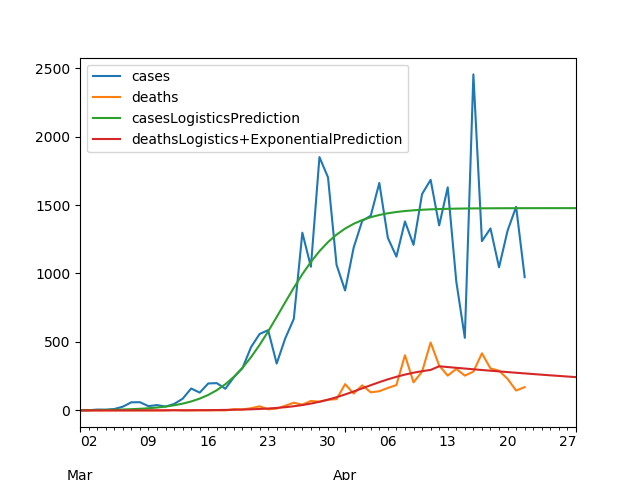 2500
2000
1500
1000
500
0
cases
deaths
casesLogisticsPrediction
deathsLogistics+ExponentialPrediction
02 09 16 23 30 06 13 20 27
Mar Apr